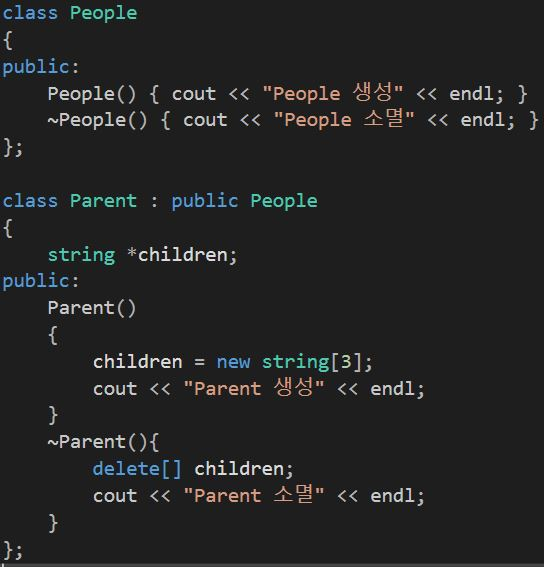 class People
{
public:
    People() { cout << "People 생성" << endl; }
    ~People() { cout << "People 소멸" << endl; }
};

class Parent : public People
{
    string *children;
public:
    Parent()
    {
        children = new string[3];
        cout << "Parent 생성" << endl;
    }
    ~Parent(){
        delete[] children;
        cout << "Parent 소멸" << endl;
    }
};